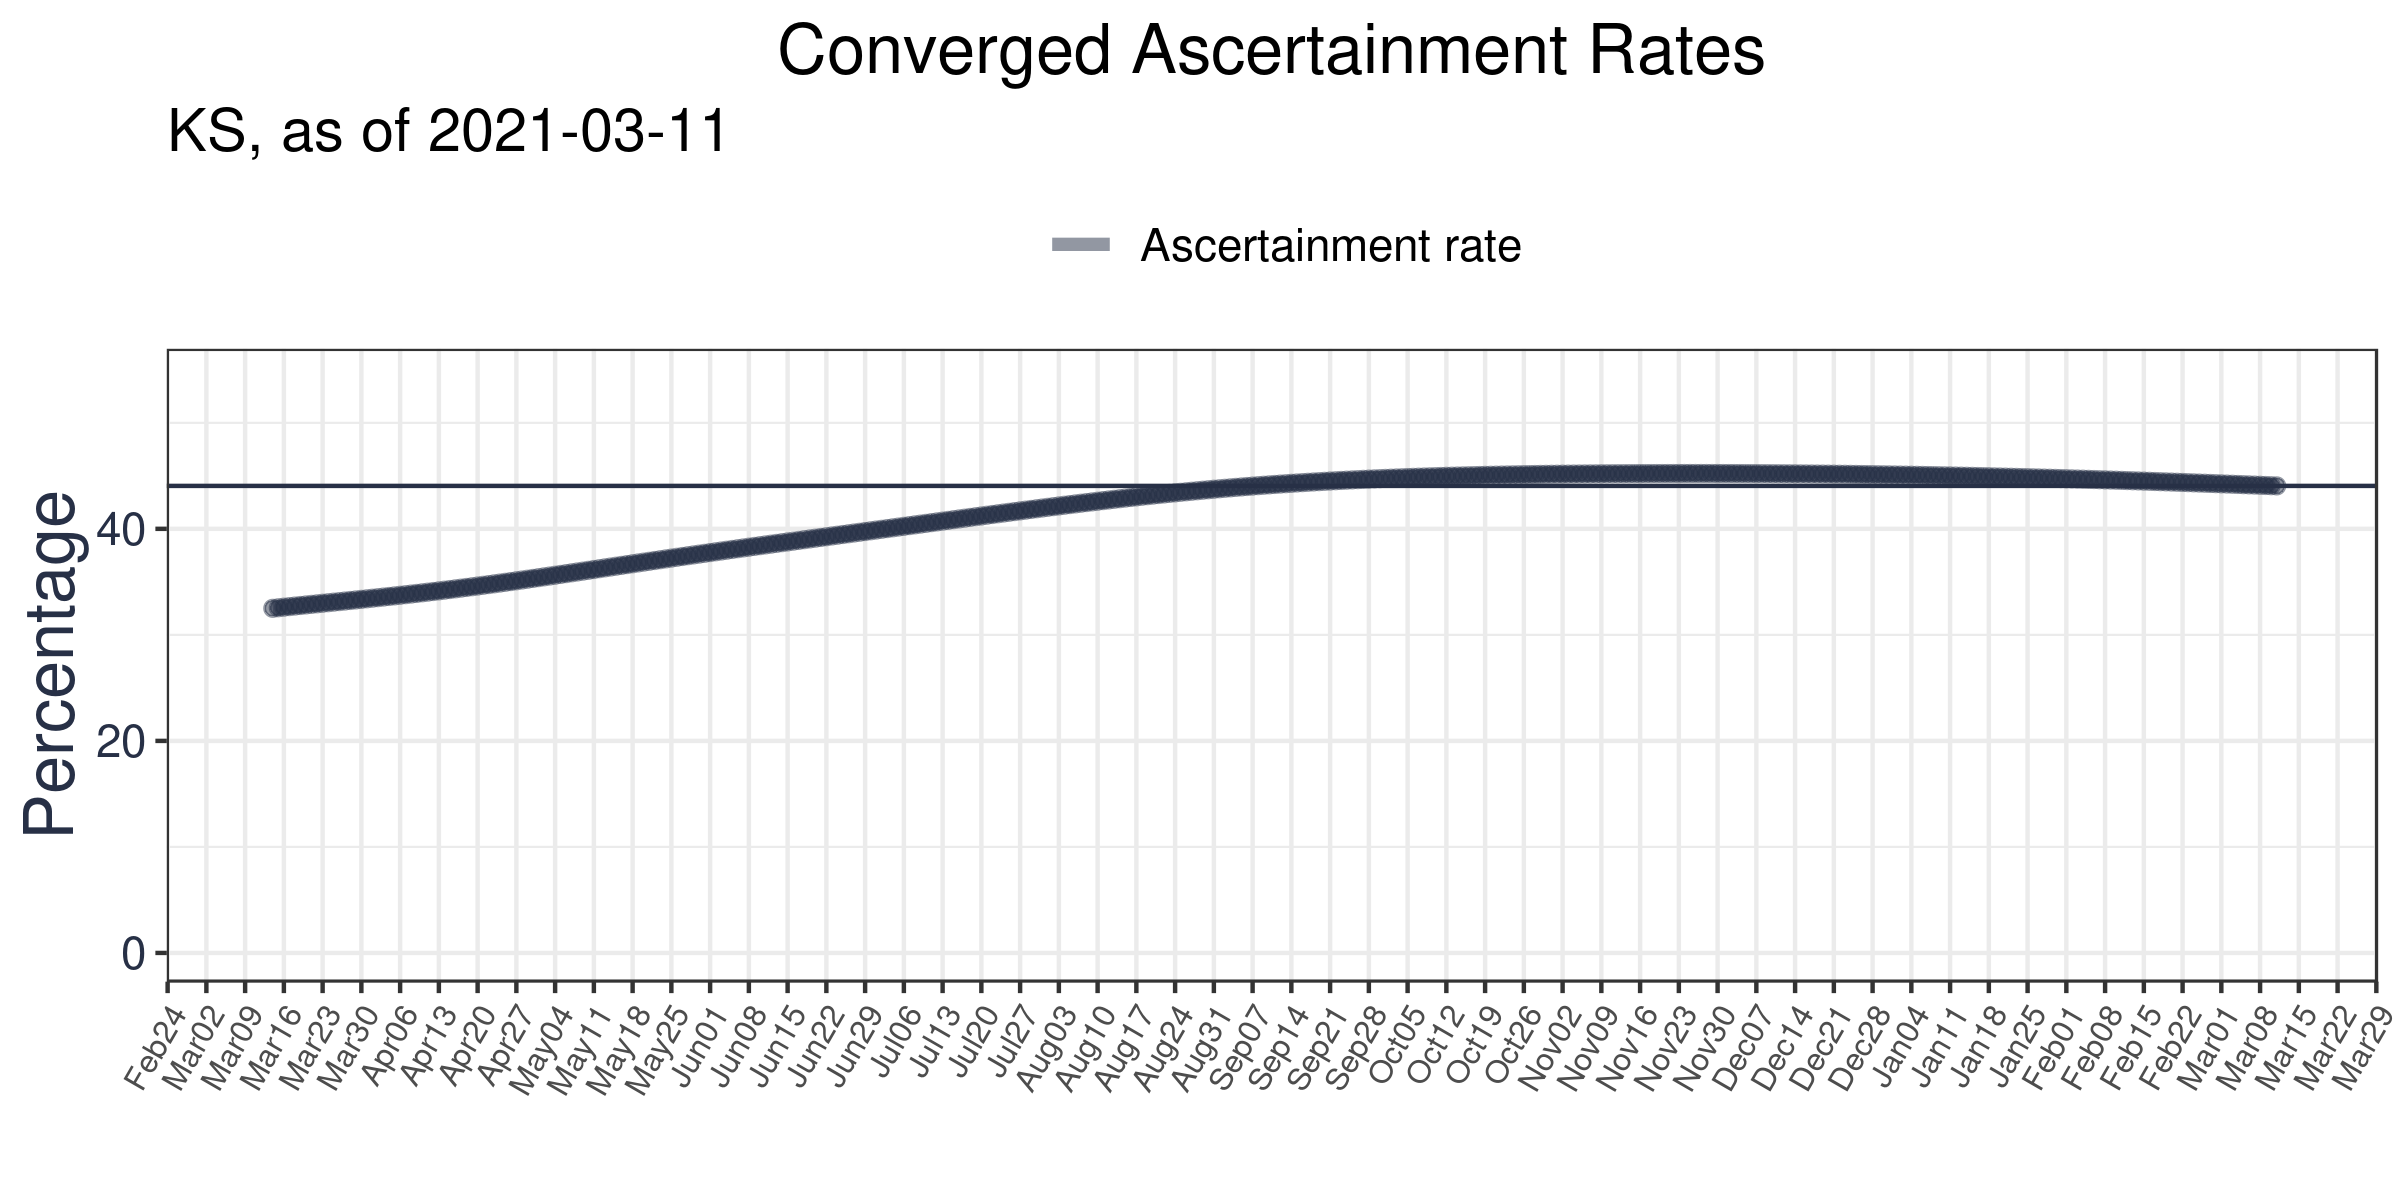 Converged Ascertainment Rates
KS, as of 2021-03-11
Ascertainment rate
Percentage
40
20
0
Feb24
Mar02
Mar09
Mar16
Mar23
Mar30
Apr06
Apr13
Apr20
Apr27
May04
May11
May18
May25
Jun01
Jun08
Jun15
Jun22
Jun29
Jul06
Jul13
Jul20
Jul27
Aug03
Aug10
Aug17
Aug24
Aug31
Sep07
Sep14
Sep21
Sep28
Oct05
Oct12
Oct19
Oct26
Nov02
Nov09
Nov16
Nov23
Nov30
Dec07
Dec14
Dec21
Dec28
Jan04
Jan11
Jan18
Jan25
Feb01
Feb08
Feb15
Feb22
Mar01
Mar08
Mar15
Mar22
Mar29